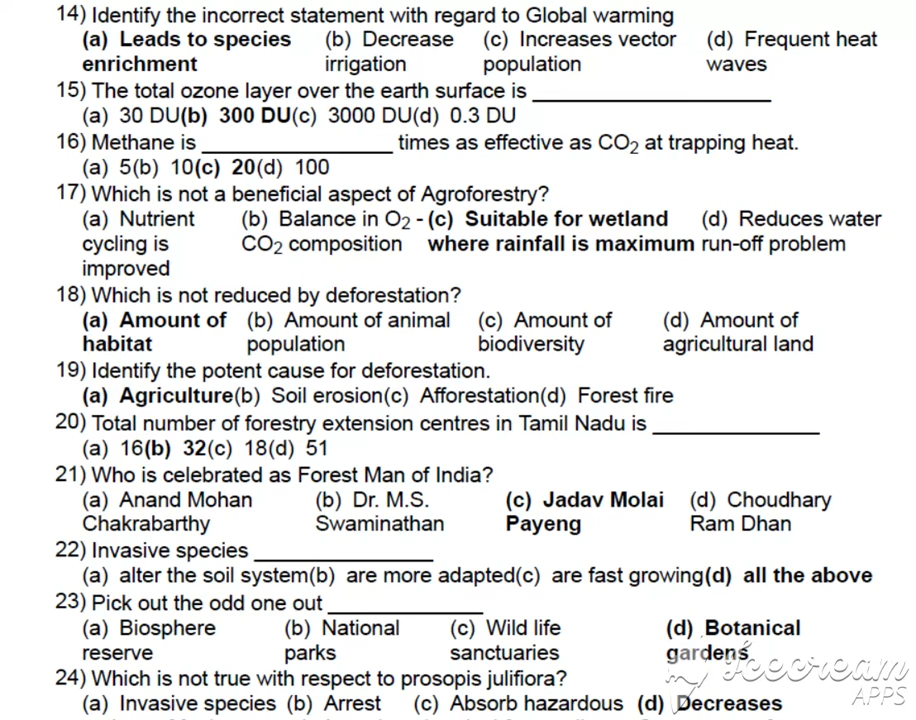 14) Identify the incorrect statement with regard to Global warming
(a) Leads to species (b) Decrease (c) Increases vector (d) Frequent heat
enrichment irrigation population waves
15) The total ozone layer over the earth surface is ____________________
(a) 30 DU(b) 300 DU(c) 3000 DU(d) 0.3 DU
16) Methane is ________________ times as effective as CO₂ at trapping heat.
(a) 5(b) 10(c) 20(d) 100
17) Which is not a beneficial aspect of Agroforestry?
(a) Nutrient (b) Balance in O₂ - (c) Suitable for wetland (d) Reduces water
cycling is CO₂ composition where rainfall is maximum run-off problem
improved
18) Which is not reduced by deforestation?
(a) Amount of (b) Amount of animal (c) Amount of (d) Amount of
habitat population biodiversity agricultural land
19) Identify the potent cause for deforestation.
(a) Agriculture(b) Soil erosion(c) Afforestation(d) Forest fire
20) Total number of forestry extension centres in Tamil Nadu is ______________
(a) 16(b) 32(c) 18(d) 51
21) Who is celebrated as Forest Man of India?
(a) Anand Mohan (b) Dr. M.S. (c) Jadav Molai (d) Choudhary
Chakrabarthy Swaminathan Payeng Ram Dhan
22) Invasive species _______________
(a) alter the soil system(b) are more adapted(c) are fast growing(d) all the above
23) Pick out the odd one out _____________
(a) Biosphere (b) National (c) Wild life (d) Botanical
reserve parks sanctuaries gardens
Icecream
APPS
24) Which is not true with respect to prosopis juliflora?
(a) Invasive species (b) Arrest (c) Absorb hazardous (d) Decreases